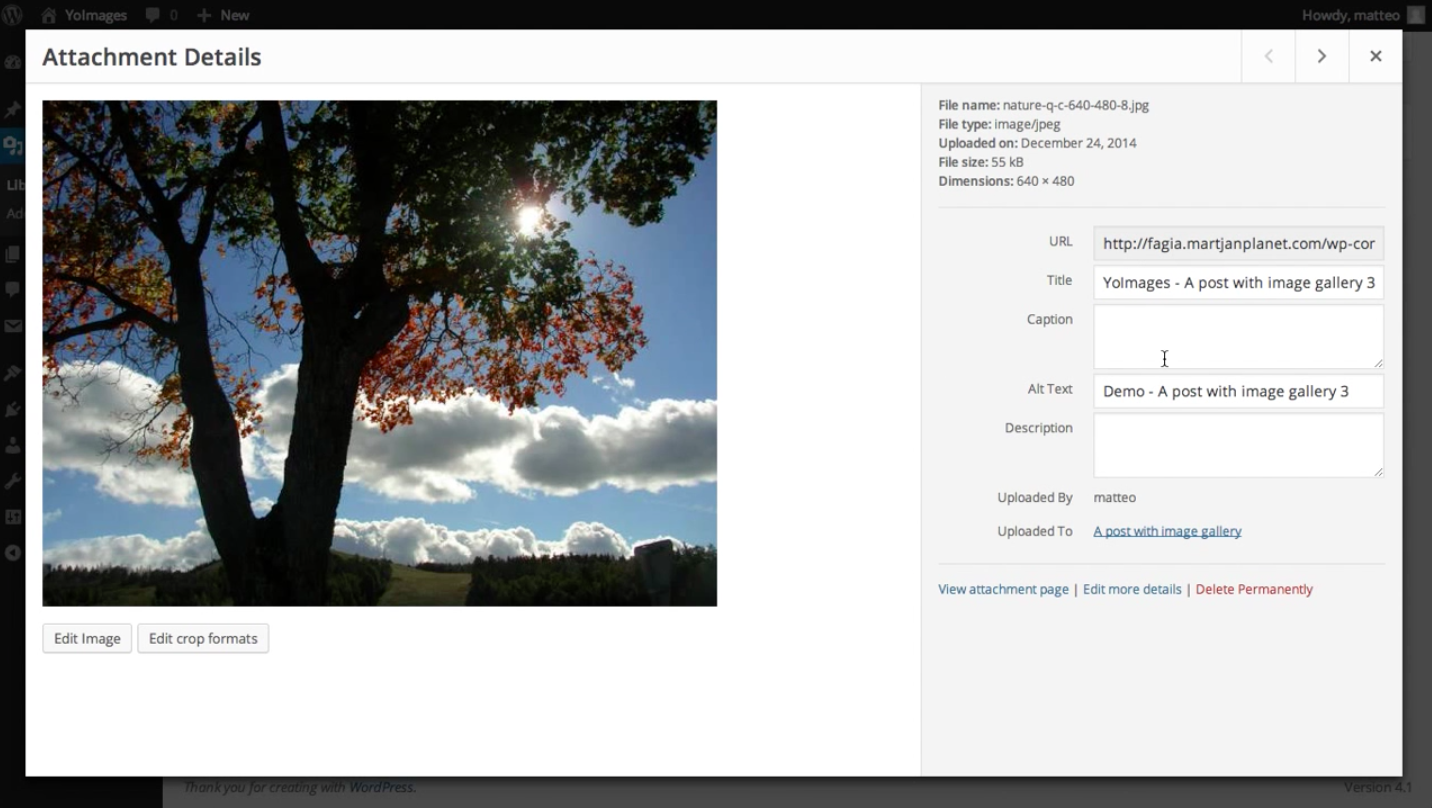 YoImages 0 New Howdy, matteo
Attachment Details
File name: nature-q-c-640-480-8.jpg
File type: image/jpeg
Uploaded on: December 24, 2014
File size: 55 kB
Dimensions: 640 × 480
URL http://fagia.martjanplanet.com/wp-cor
Title YoImages - A post with image gallery 3
Caption
Alt Text Demo - A post with image gallery 3
Description
Uploaded By matteo
Uploaded To A post with image gallery
View attachment page | Edit more details | Delete Permanently
Edit Image Edit crop formats
Lib
Ad
Thank you for creating with WordPress. Version 4.1